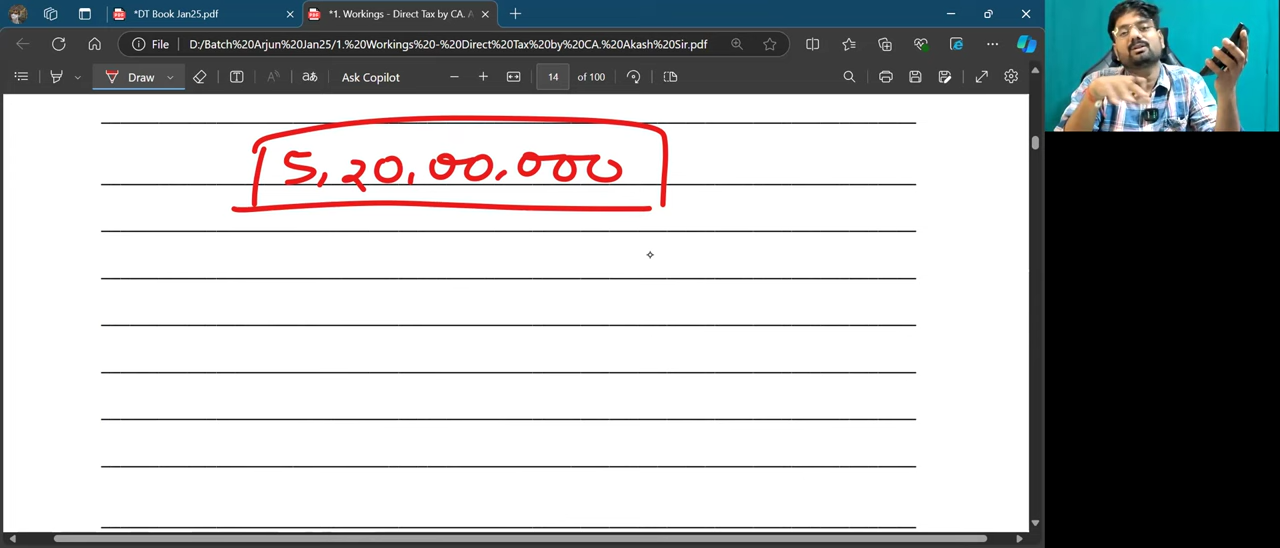 *DT Book Jan25.pdf
*1. Workings - Direct Tax by CA. A
File
D:/Batch%20Arjun%20Jan25/1.%20Workings%20-%20Direct%20Tax%20by%20CA.%20Akash%20Sir.pdf
Draw
Ask Copilot
14 of 100
5,20,00,000